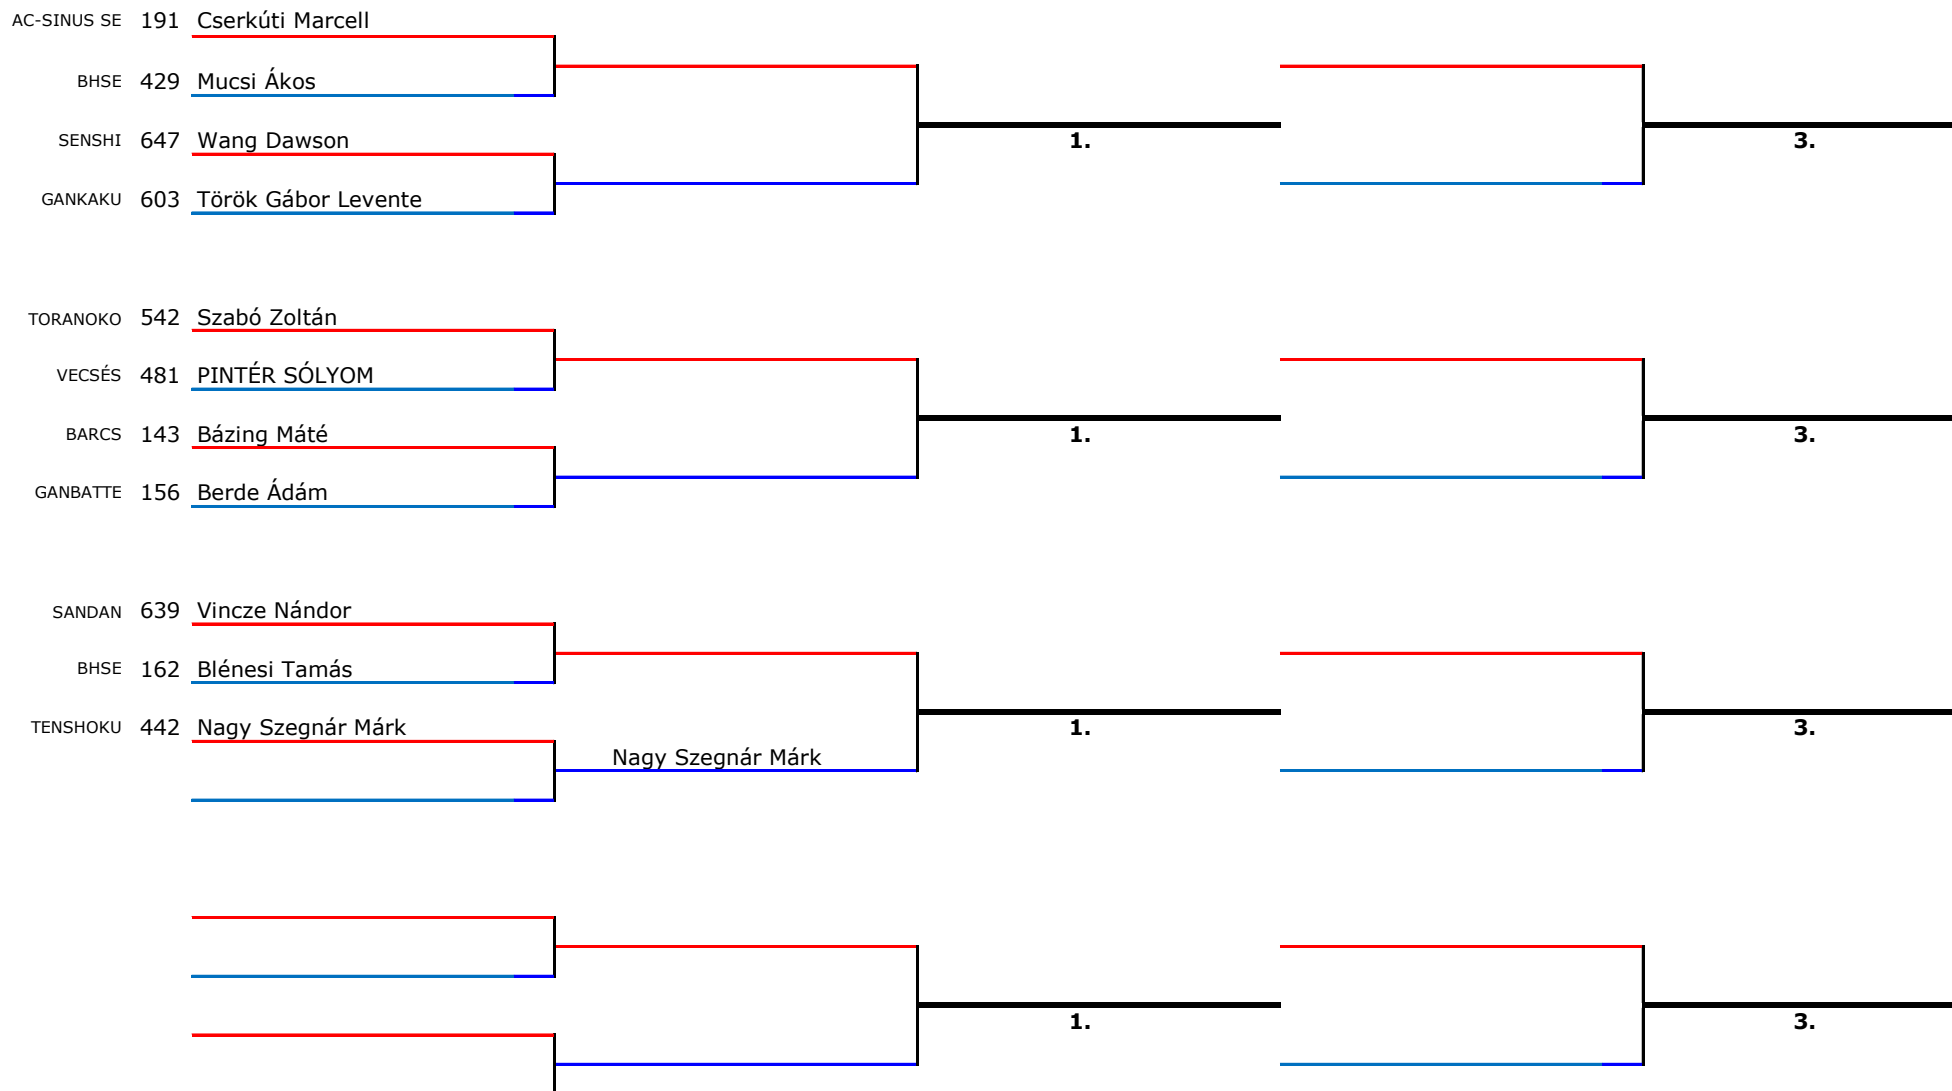 AC-SINUS SE 191 Cserkúti Marcell
BHSE 429 Mucsi Ákos
SENSHI 647 Wang Dawson 1. 3.
GANKAKU 603 Török Gábor Levente
TORANOKO 542 Szabó Zoltán
VECSÉS 481 PINTÉR SÓLYOM
BARCS 143 Bázing Máté 1. 3.
GANBATTE 156 Berde Ádám
SANDAN 639 Vincze Nándor
BHSE 162 Blénesi Tamás
TENSHOKU 442 Nagy Szegnár Márk 1. 3.
Nagy Szegnár Márk
1. 3.